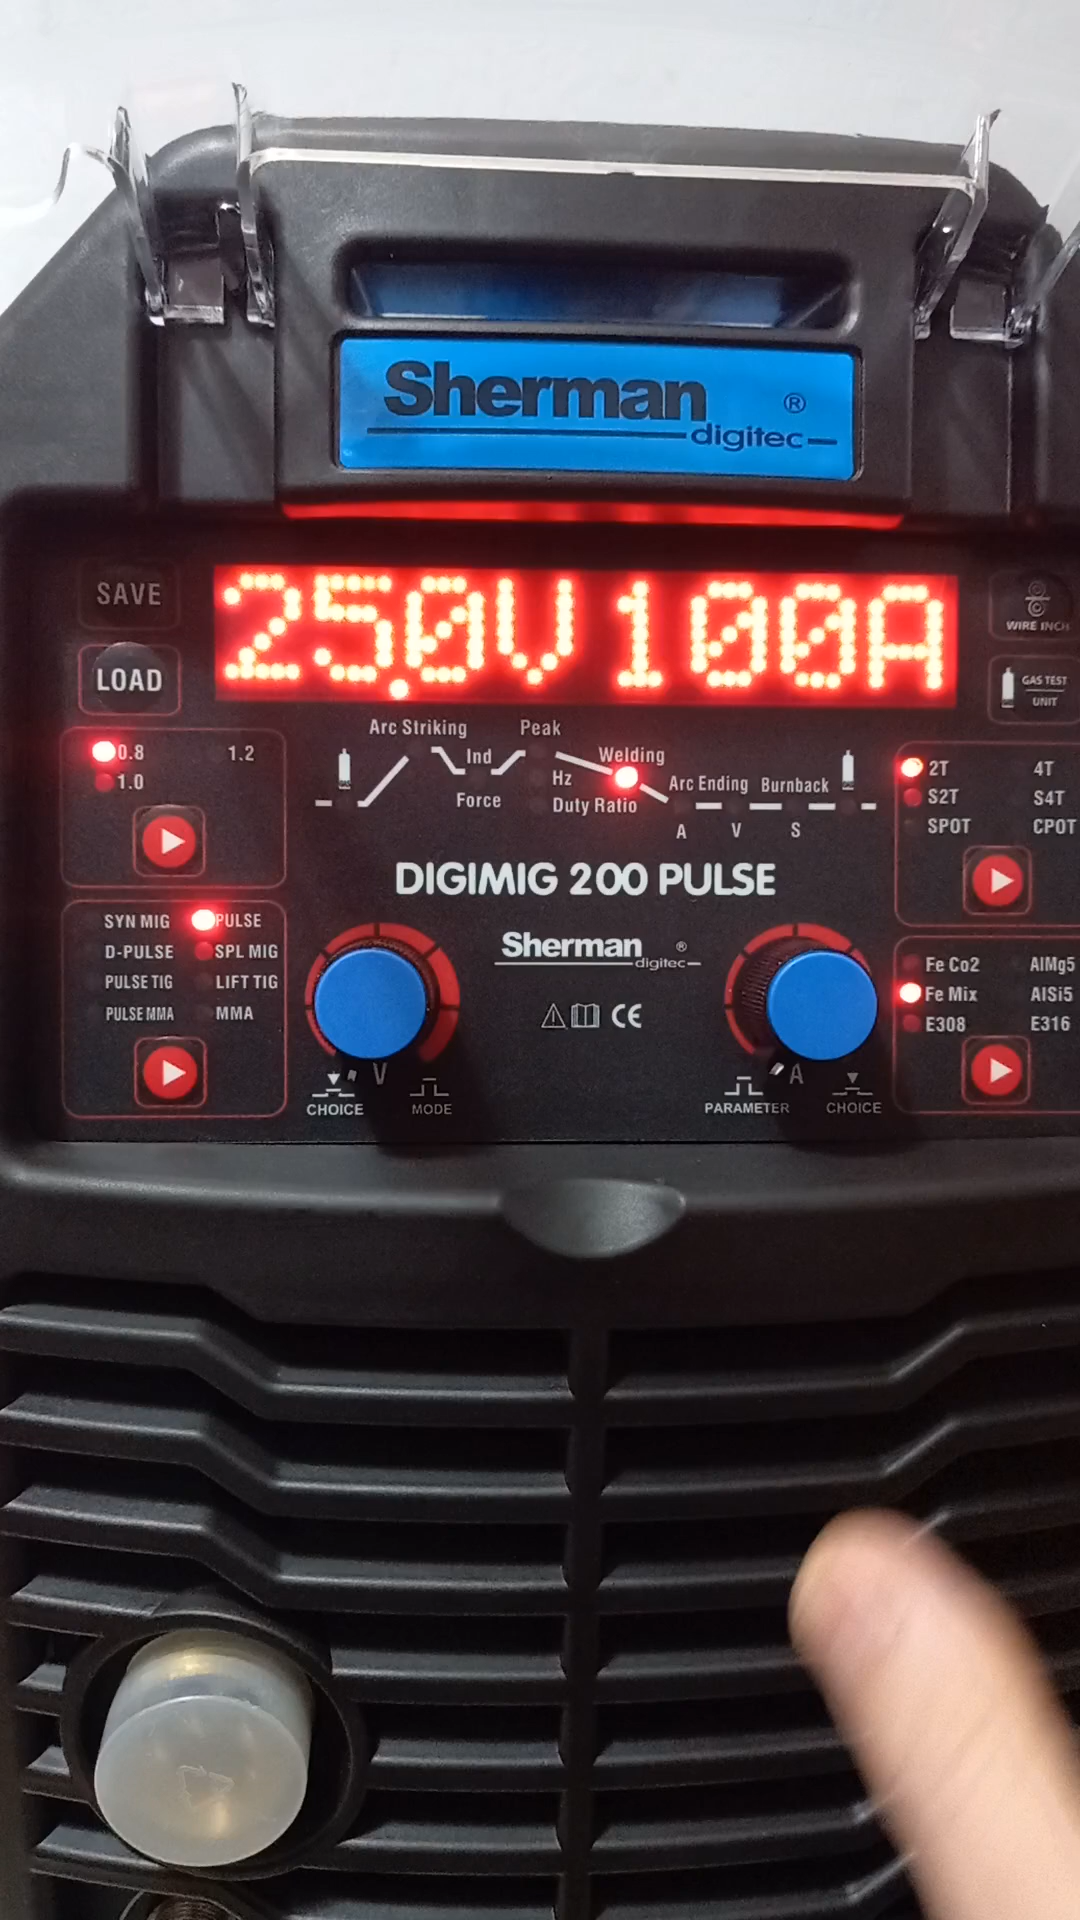 Sherman ®
digitec
SAVE
LOAD
25.0V100A
WIRE INCH
GAS TEST
UNIT
0.8 1.2
1.0
Arc Striking Peak
Ind Welding
Hz Arc Ending Burnback
Force Duty Ratio
A V S
2T 4T
S2T S4T
SPOT CPOT
DIGIMIG 200 PULSE
SYN MIG PULSE
D-PULSE SPL MIG
PULSE TIG LIFT TIG
PULSE MMA MMA
Sherman ®
digitec
CE
Fe Co2 AlMg5
Fe Mix AlSi5
E308 E316
V A
CHOICE MODE PARAMETER CHOICE